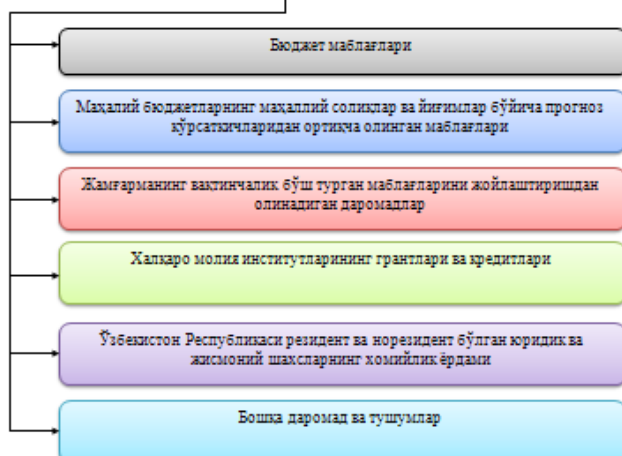 Бюджет маблағлари
Маҳалий бюджетларнинг маҳаллий солиқлар ва йиғимлар бўйича прогноз
кўрсаткичларидан ортиқча олинган маблағлари
Жамғарманинг вақтинчалик бўш турган маблағларини жойлаштиришдан
олинадиган даромадлар
Халқаро молия институтларининг грантлари ва кредитлари
Ўзбекистон Республикаси резидент ва норезидент бўлган юридик ва
жисмоний шахсларнинг хомийлик ёрдами
Бошқа даромад ва тушумлар